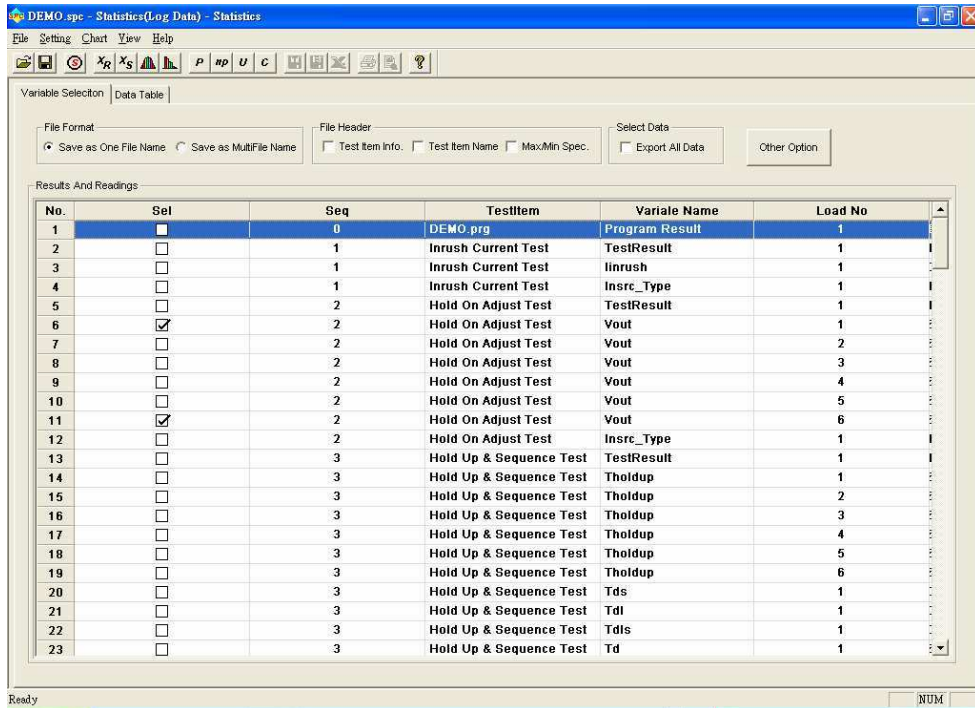 DEMO.spc - Statistics(Log Data) - Statistics
File Setting Chart View Help
XR XS P np U C ?
Variable Seleciton Data Table
File Format File Header Select Data
Save as One File Name Save as MultiFile Name Test Item Info. Test Item Name Max/Min Spec. Export All Data Other Option
Results And Readings
No. Sel Seq TestItem Variale Name Load No
1 0 DEMO.prg Program Result 1
2 1 Inrush Current Test TestResult 1
3 1 Inrush Current Test Iinrush 1
4 1 Inrush Current Test Insrc_Type 1
5 2 Hold On Adjust Test TestResult 1
6 2 Hold On Adjust Test Vout 1
7 2 Hold On Adjust Test Vout 2
8 2 Hold On Adjust Test Vout 3
9 2 Hold On Adjust Test Vout 4
10 2 Hold On Adjust Test Vout 5
11 2 Hold On Adjust Test Vout 6
12 2 Hold On Adjust Test Insrc_Type 1
13 3 Hold Up & Sequence Test TestResult 1
14 3 Hold Up & Sequence Test Tholdup 1
15 3 Hold Up & Sequence Test Tholdup 2
16 3 Hold Up & Sequence Test Tholdup 3
17 3 Hold Up & Sequence Test Tholdup 4
18 3 Hold Up & Sequence Test Tholdup 5
19 3 Hold Up & Sequence Test Tholdup 6
20 3 Hold Up & Sequence Test Tds 1
21 3 Hold Up & Sequence Test Tdl 1
22 3 Hold Up & Sequence Test Tdls 1
23 3 Hold Up & Sequence Test Td 1
Ready NUM